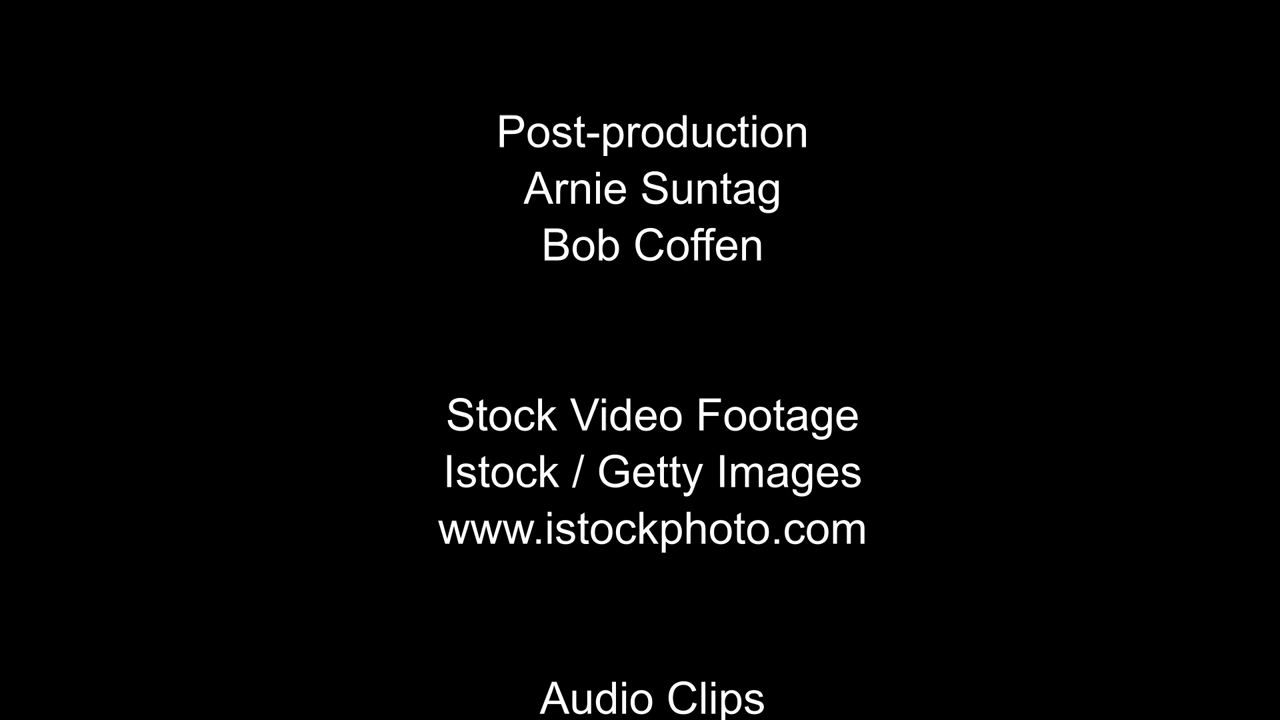 Post-production
Arnie Suntag
Bob Coffen
Stock Video Footage
Istock / Getty Images
www.istockphoto.com
Audio Clips